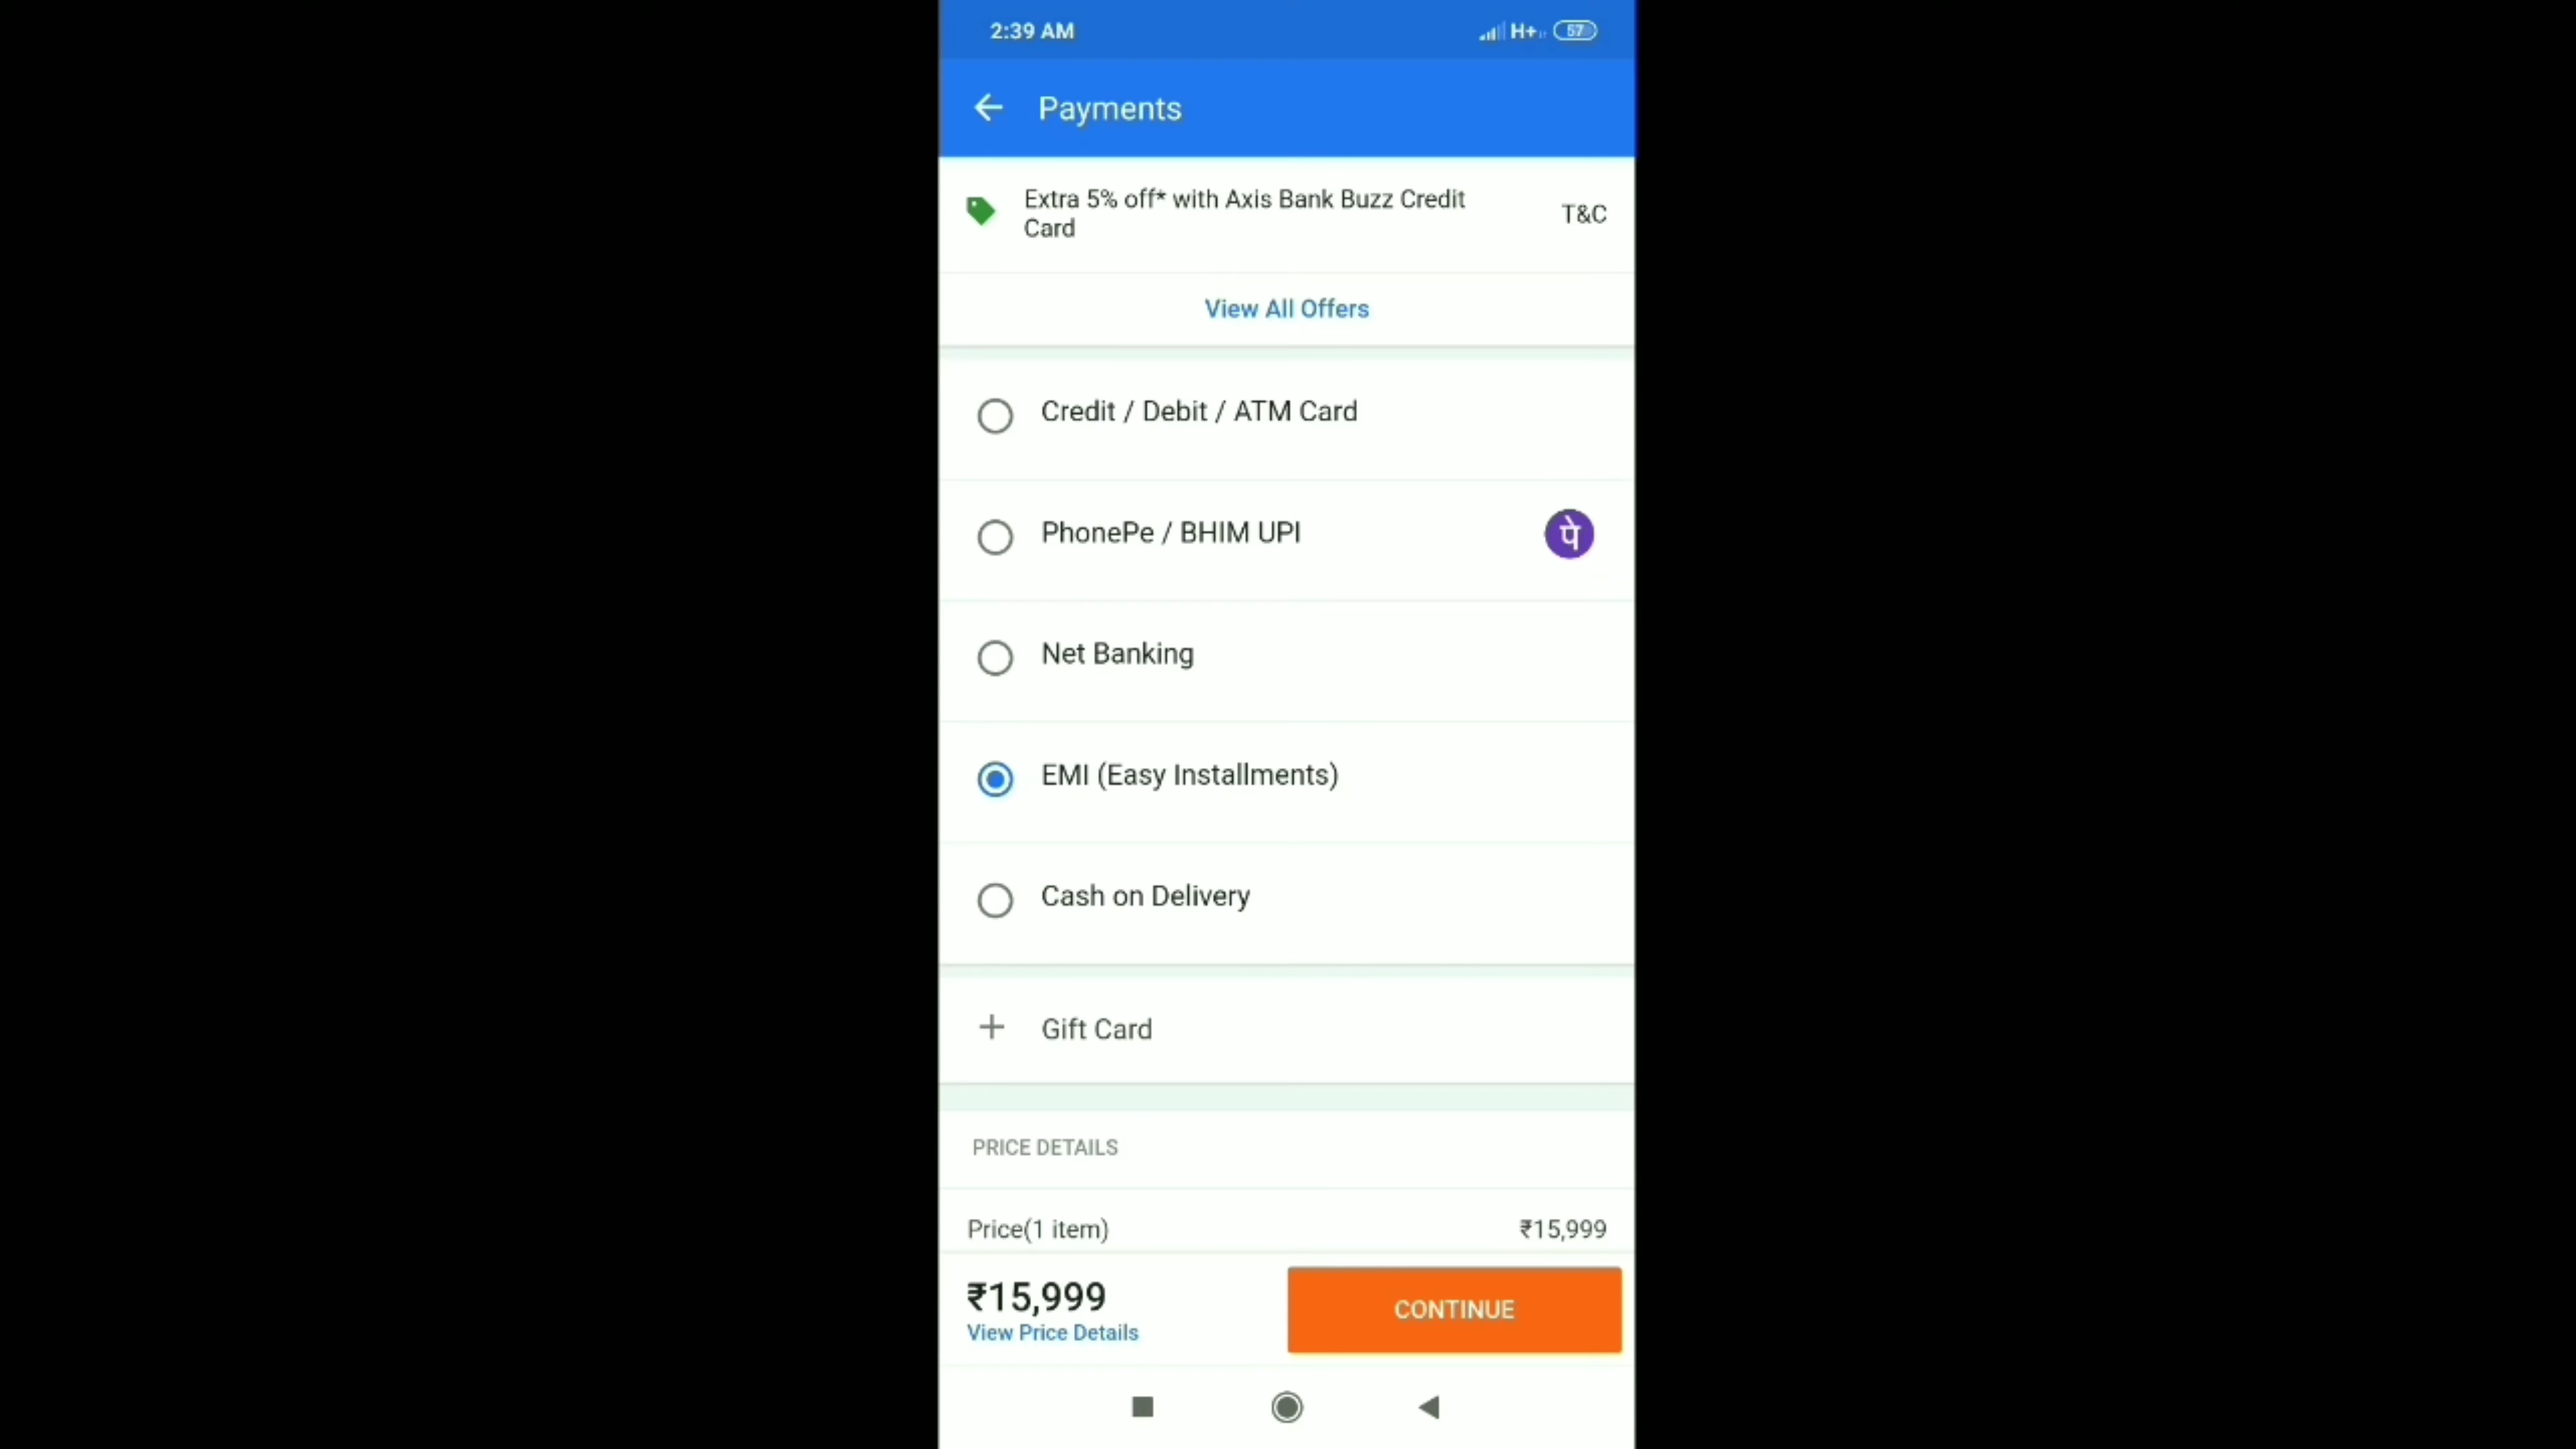 2:39 AM
H+
57
Payments
Extra 5% off* with Axis Bank Buzz Credit
Card
T&C
View All Offers
Credit / Debit / ATM Card
PhonePe / BHIM UPI
पे
Net Banking
EMI (Easy Installments)
Cash on Delivery
+ Gift Card
PRICE DETAILS
Price(1 item)
₹15,999
₹15,999
View Price Details
CONTINUE